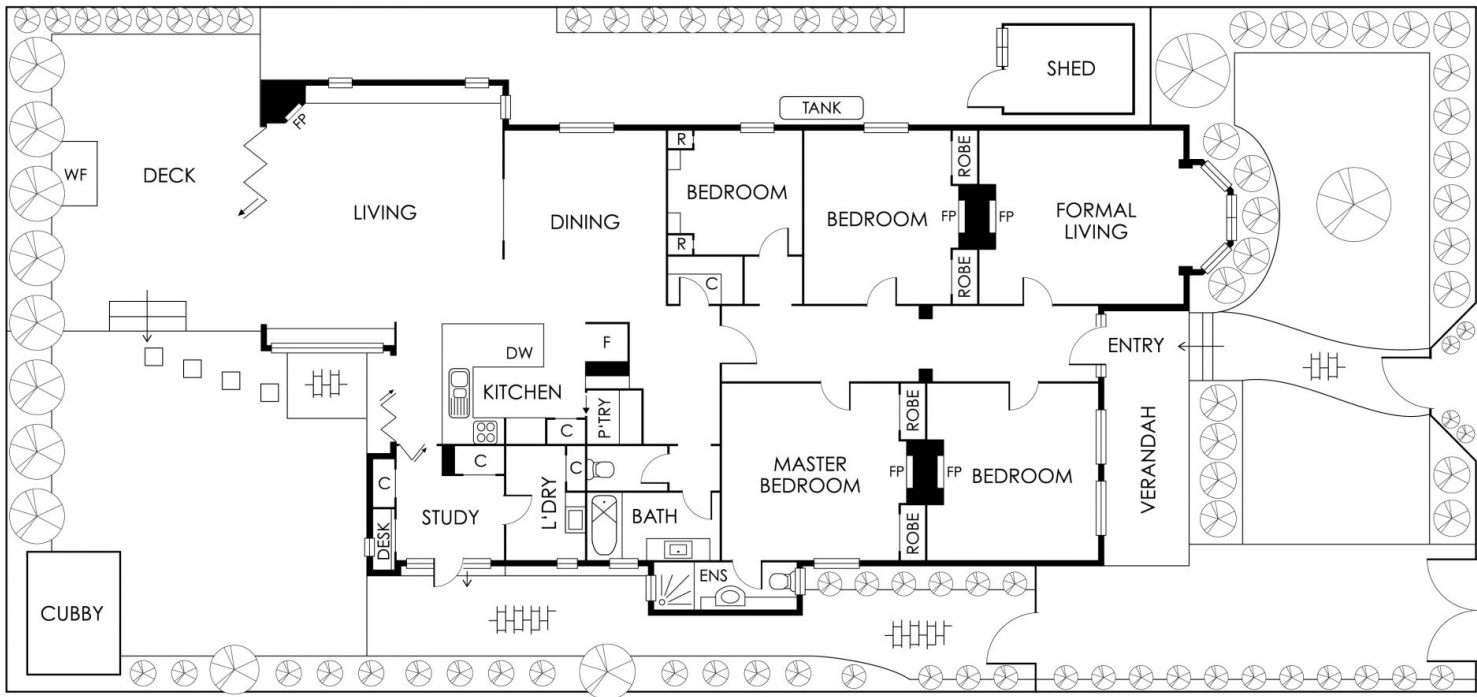 SHED
TANK
FP
R
ROBE
WF
DECK
LIVING
DINING
BEDROOM
BEDROOM
FP
FP
FORMAL
LIVING
R
ROBE
C
DW
F
ENTRY
KITCHEN
P'TRY
C
ROBE
VERANDAH
C
C
C
MASTER
BEDROOM
FP
FP
BEDROOM
STUDY
L'DRY
BATH
DESK
ROBE
ENS
CUBBY